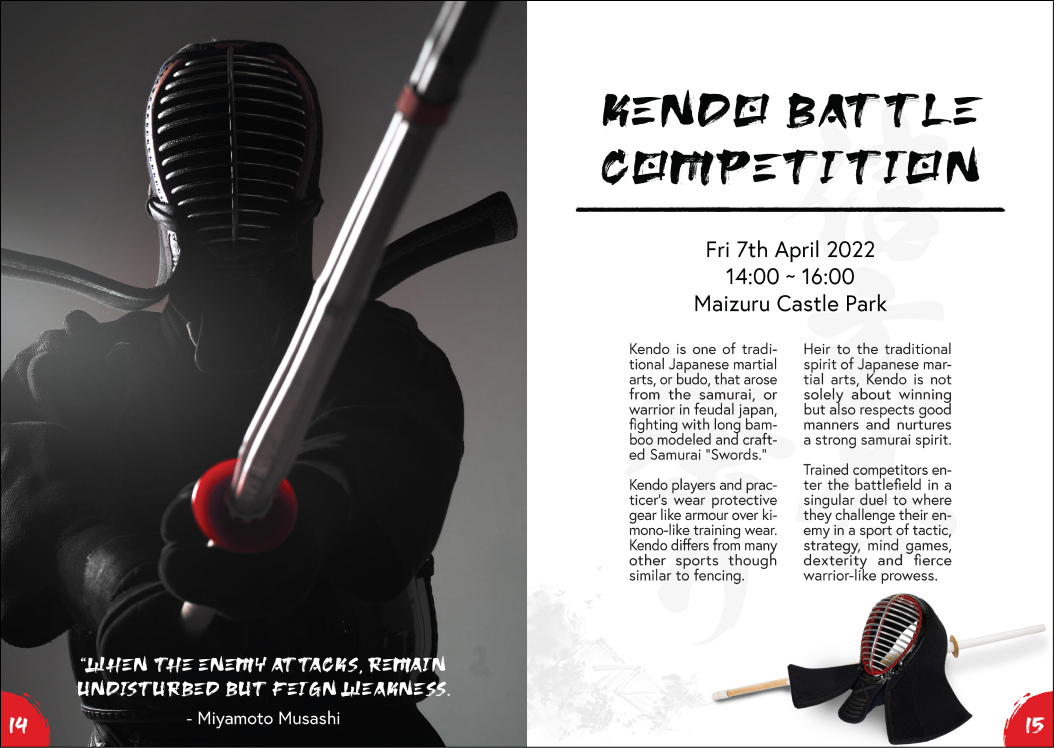 “WHEN THE ENEMY ATTACKS, REMAIN
UNDISTURBED BUT FEIGN WEAKNESS.
- Miyamoto Musashi
14
KENDO BATTLE
COMPETITION
Fri 7th April 2022
14:00 ~ 16:00
Maizuru Castle Park
Kendo is one of tradi-
tional Japanese martial
arts, or budo, that arose
from the samurai, or
warrior in feudal japan,
fighting with long bam-
boo modeled and craft-
ed Samurai "Swords."
Kendo players and prac-
ticer's wear protective
gear like armour over ki-
mono-like training wear.
Kendo differs from many
other sports though
similar to fencing.
Heir to the traditional
spirit of Japanese mar-
tial arts, Kendo is not
solely about winning
but also respects good
manners and nurtures
a strong samurai spirit.
Trained competitors en-
ter the battlefield in a
singular duel to where
they challenge their en-
emy in a sport of tactic,
strategy, mind games,
dexterity and fierce
warrior-like prowess.
15